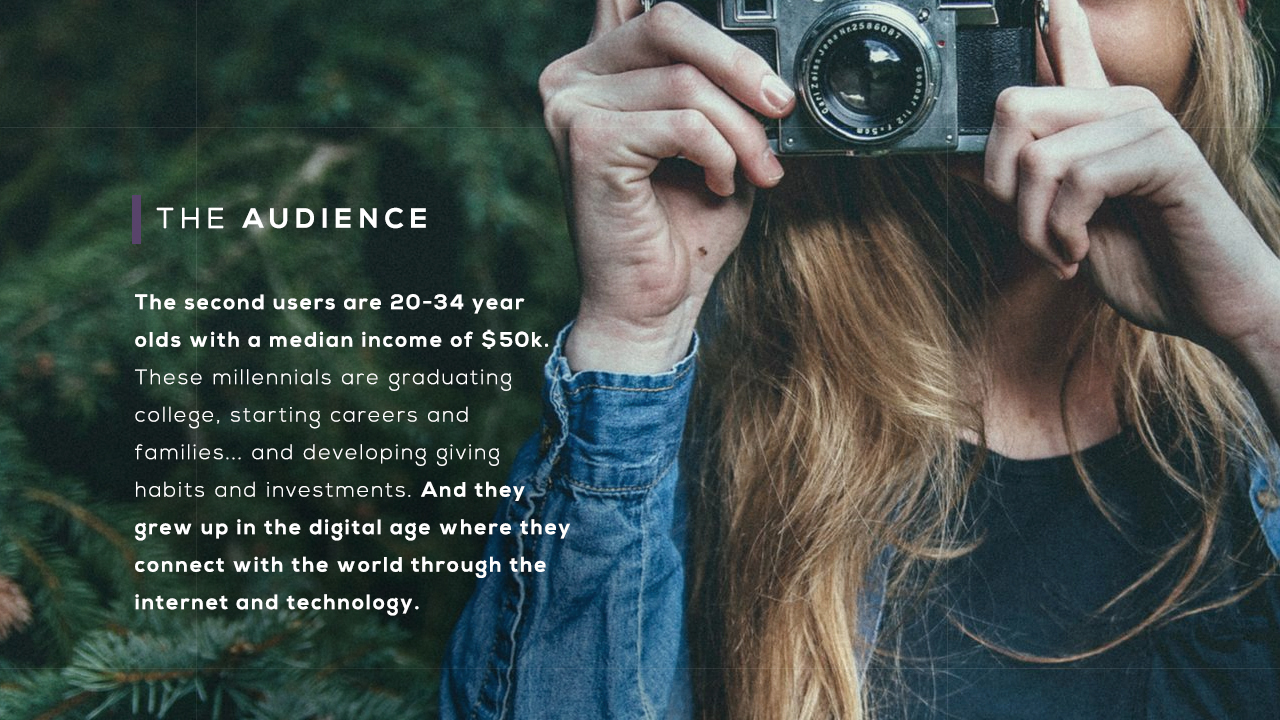 Carl Zeiss Jena Nr 2586087
Sonnar 1:2 f=5cm
THE AUDIENCE
The second users are 20-34 year
olds with a median income of $50k.
These millennials are graduating
college, starting careers and
families... and developing giving
habits and investments. And they
grew up in the digital age where they
connect with the world through the
internet and technology.